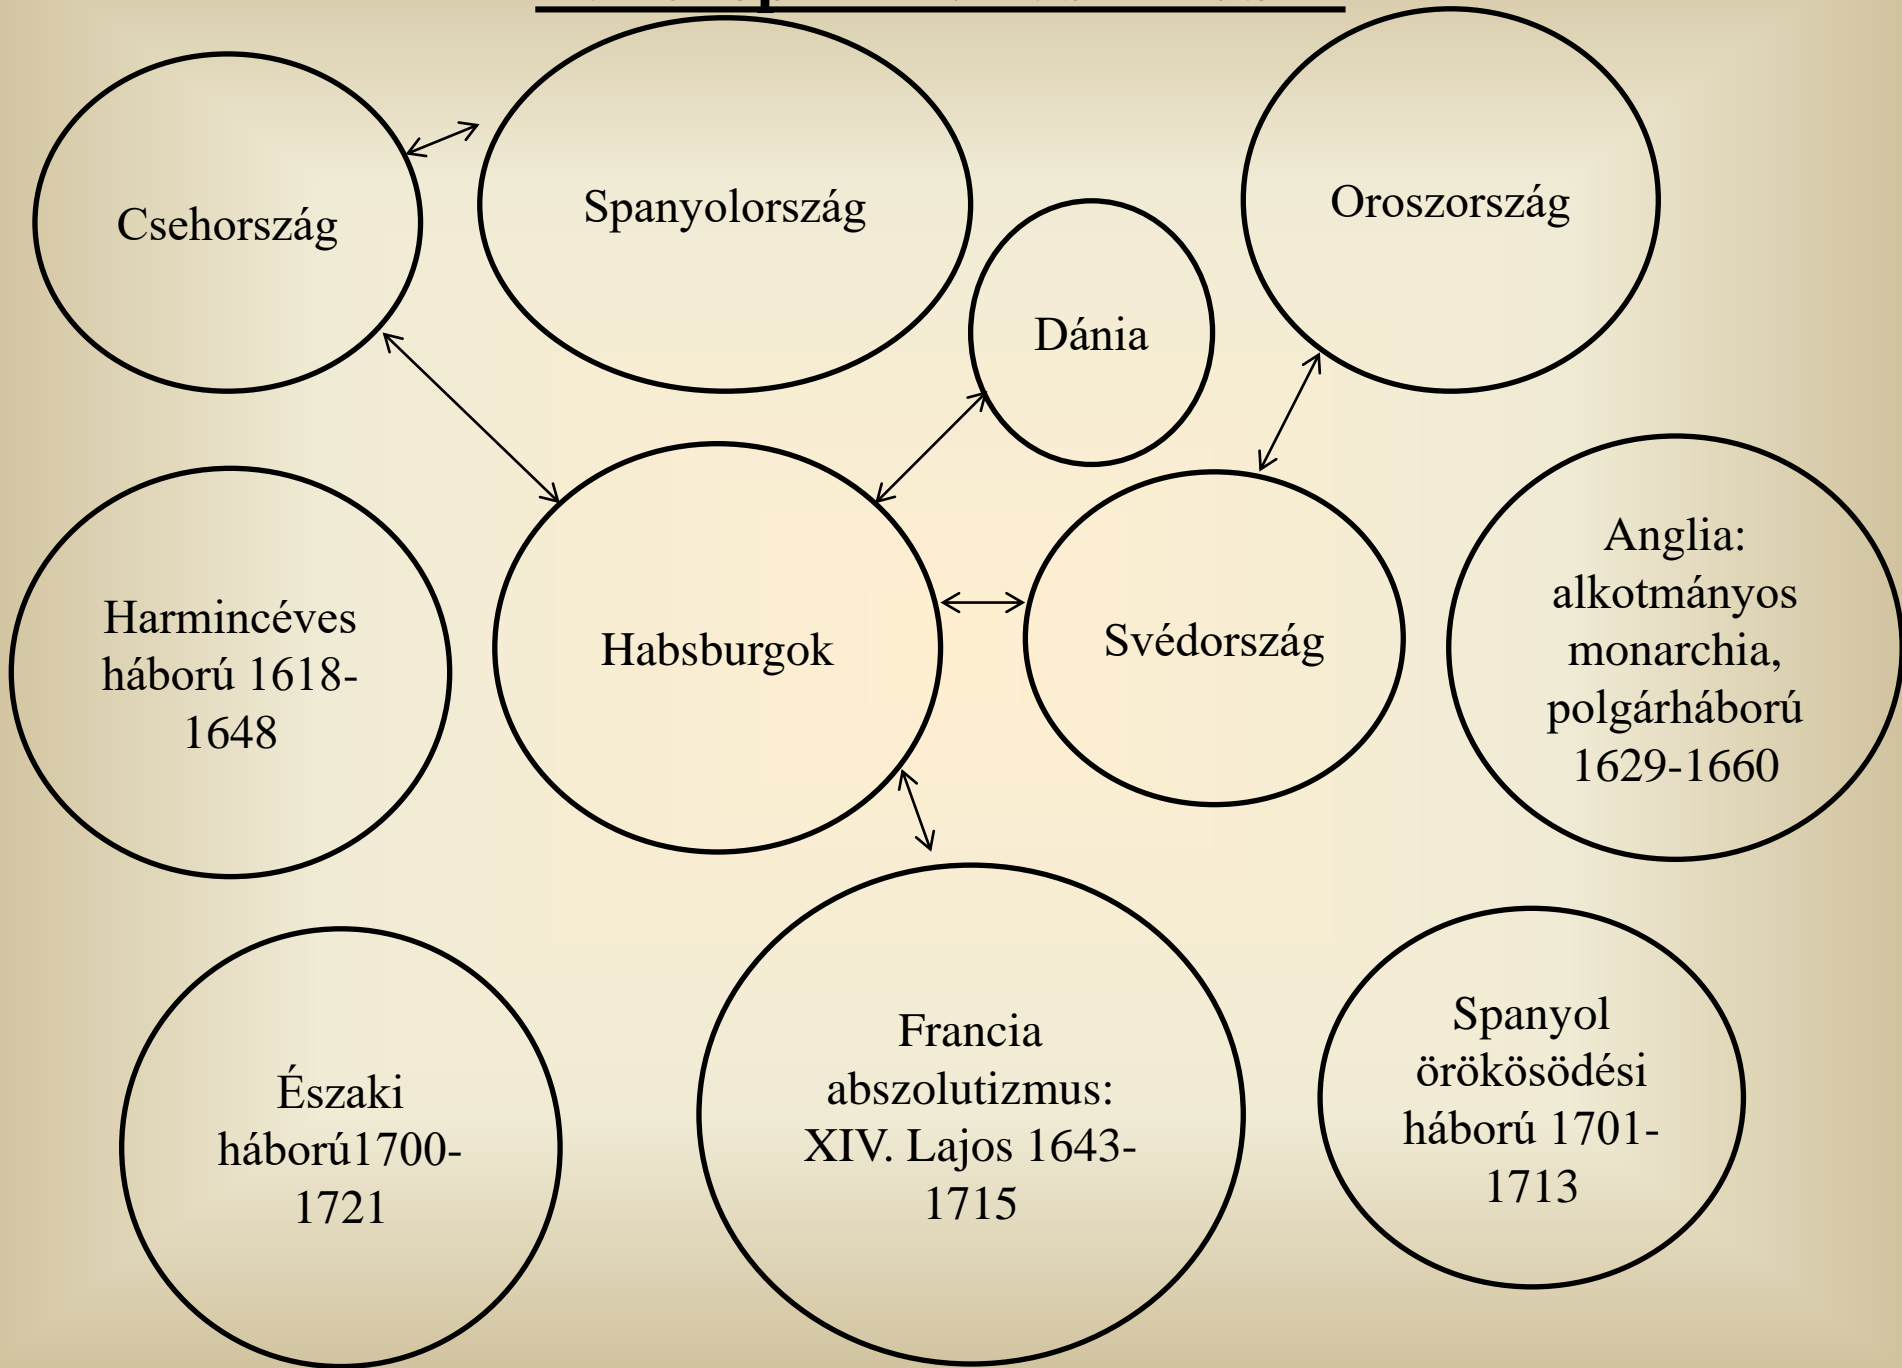 Csehország
Spanyolország
Oroszország
Dánia
Harmincéves
háború 1618-
1648
Habsburgok
Svédország
Anglia:
alkotmányos
monarchia,
polgárháború
1629-1660
Északi
háború1700-
1721
Francia
abszolutizmus:
XIV. Lajos 1643-
1715
Spanyol
örökösödési
háború 1701-
1713